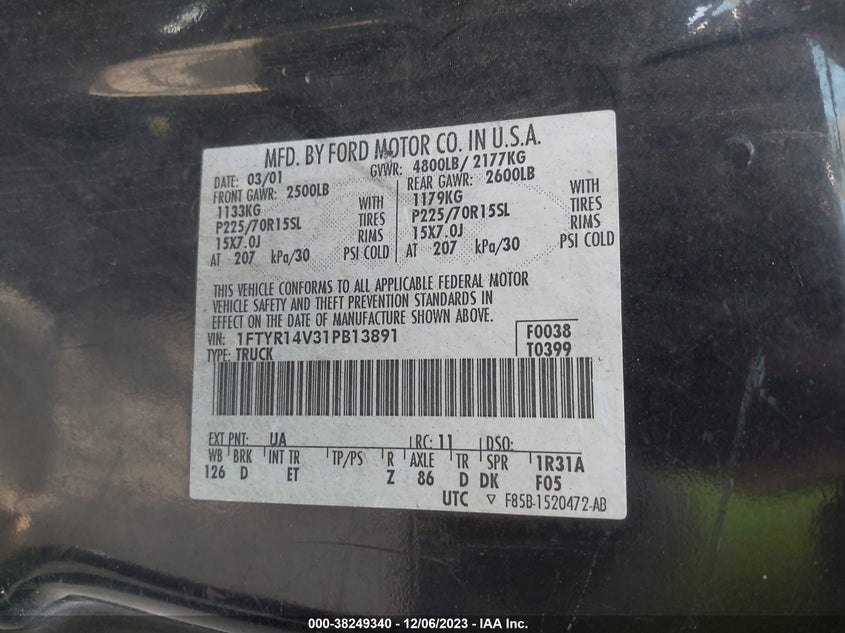 MFD. BY FORD MOTOR CO. IN U.S.A.
DATE: 03/01 GVWR: 4800LB/ 2177KG
FRONT GAWR: 2500LB REAR GAWR: 2600LB
1133KG WITH 1179KG WITH
P225/70R15SL TIRES P225/70R15SL TIRES
15X7.0J RIMS 15X7.0J RIMS
AT 207 kPa/30 PSI COLD AT 207 kPa/30 PSI COLD
THIS VEHICLE CONFORMS TO ALL APPLICABLE FEDERAL MOTOR
VEHICLE SAFETY AND THEFT PREVENTION STANDARDS IN
EFFECT ON THE DATE OF MANUFACTURE SHOWN ABOVE.
VIN: 1FTYR14V31PB13891 F0038
TYPE: TRUCK T0399
EXT PNT: UA RC: 11 DSO:
WB BRK INT TR TP/PS R AXLE TR SPR 1R31A
126 D ET Z 86 D DK F05
UTC ▽ F85B-1520472-AB
000-38249340 - 12/06/2023 - IAA Inc.